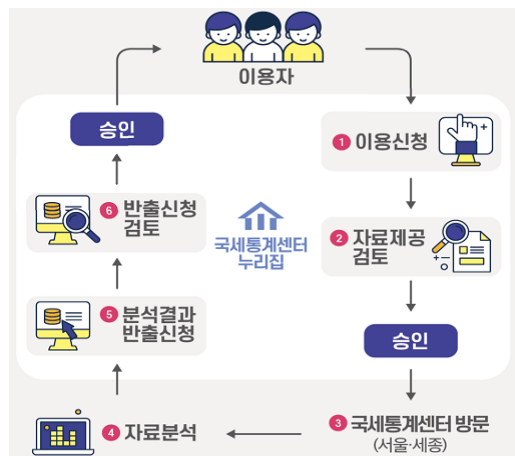 이용자
① 이용신청
② 자료제공
검토
승인
③ 국세통계센터 방문
(서울·세종)
④ 자료분석
⑤ 분석결과
반출신청
⑥ 반출신청
검토
승인
국세통계센터
누리집